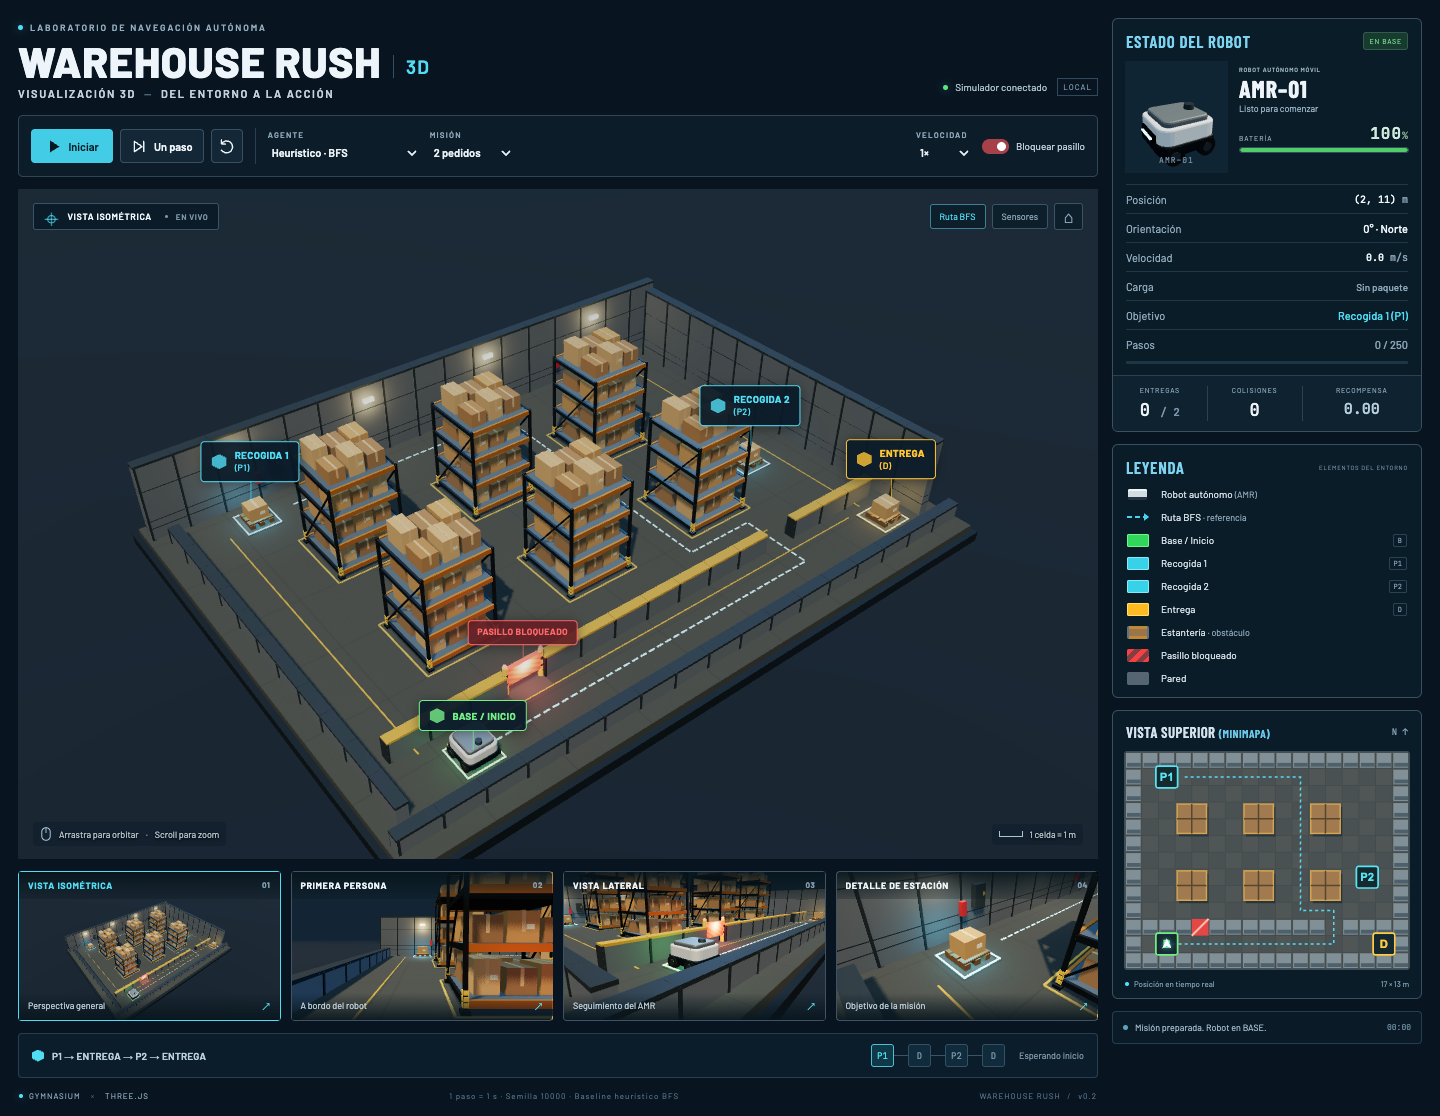 LABORATORIO DE NAVEGACIÓN AUTÓNOMA
WAREHOUSE RUSH 3D
VISUALIZACIÓN 3D — DEL ENTORNO A LA ACCIÓN
Simulador conectado LOCAL
Iniciar
Un paso
AGENTE
Heurístico · BFS
MISIÓN
2 pedidos
VELOCIDAD
1×
Bloquear pasillo
VISTA ISOMÉTRICA • EN VIVO
Ruta BFS
Sensores
RECOGIDA 1
(P1)
RECOGIDA 2
(P2)
ENTREGA
(D)
PASILLO BLOQUEADO
BASE / INICIO
Arrastra para orbitar · Scroll para zoom
1 celda = 1 m
VISTA ISOMÉTRICA 01
Perspectiva general ↗
PRIMERA PERSONA 02
A bordo del robot ↗
VISTA LATERAL 03
Seguimiento del AMR ↗
DETALLE DE ESTACIÓN 04
Objetivo de la misión ↗
P1 → ENTREGA → P2 → ENTREGA
P1 D P2 D Esperando inicio
GYMNASIUM × THREE.JS
1 paso = 1 s · Semilla 10000 · Baseline heurístico BFS
WAREHOUSE RUSH / v0.2
ESTADO DEL ROBOT EN BASE
ROBOT AUTÓNOMO MÓVIL
AMR-01
Listo para comenzar
BATERÍA 100%
AMR-01
Posición (2, 11) m
Orientación 0° · Norte
Velocidad 0.0 m/s
Carga Sin paquete
Objetivo Recogida 1 (P1)
Pasos 0 / 250
ENTREGAS COLISIONES RECOMPENSA
0 / 2 0 0.00
LEYENDA ELEMENTOS DEL ENTORNO
Robot autónomo (AMR)
Ruta BFS · referencia
Base / Inicio B
Recogida 1 P1
Recogida 2 P2
Entrega D
Estantería · obstáculo
Pasillo bloqueado
Pared
VISTA SUPERIOR (MINIMAPA) N ↑
P1
P2
D
Posición en tiempo real 17 × 13 m
Misión preparada. Robot en BASE. 00:00